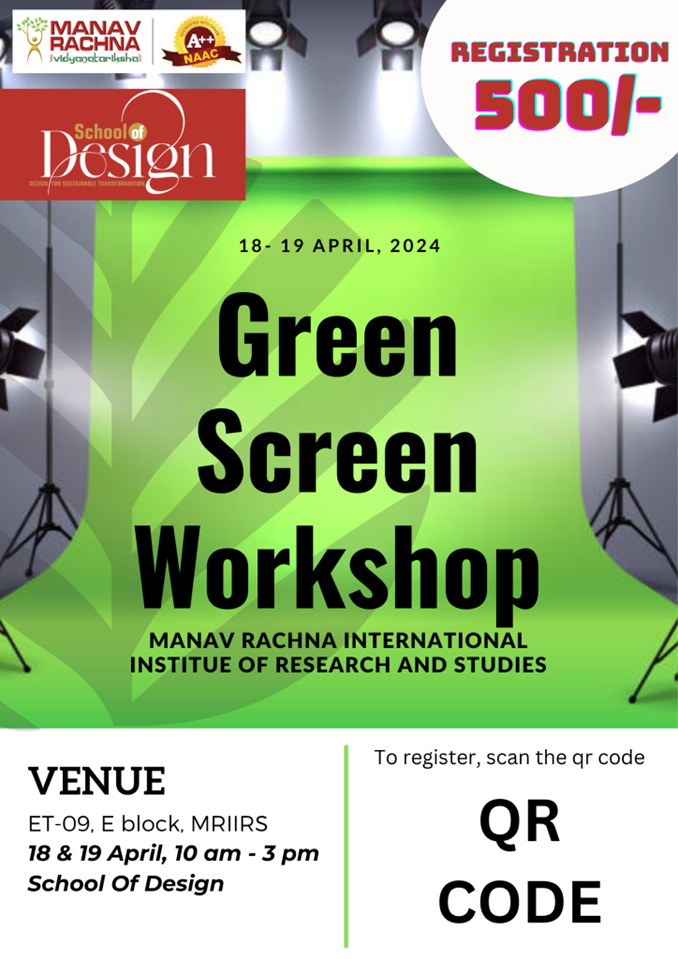 MANAV
RACHNA
vidyanatariksha
A++
NAAC
REGISTRATION
500/-
School of
Design
DESIGN FOR SUSTAINABLE TRANSFORMATION
18- 19 APRIL, 2024
Green
Screen
Workshop
MANAV RACHNA INTERNATIONAL
INSTITUE OF RESEARCH AND STUDIES
VENUE
ET-09, E block, MRIIRS
18 & 19 April, 10 am - 3 pm
School Of Design
To register, scan the qr code
QR
CODE